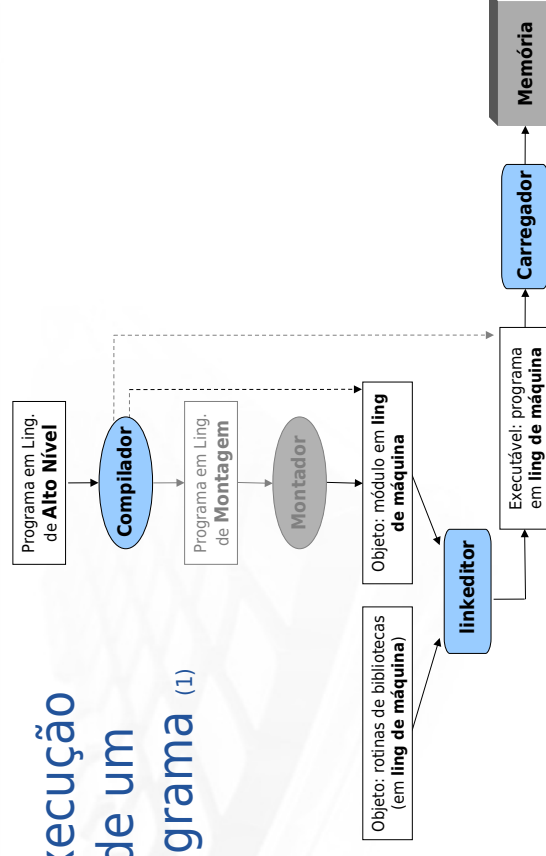 xecução
de um
grama (1)
Programa em Ling.
de Alto Nível
Compilador
Programa em Ling.
de Montagem
Montador
Objeto: rotinas de bibliotecas
(em ling de máquina)
Objeto: módulo em ling
de máquina
linkeditor
Executável: programa
em ling de máquina
Carregador
Memória